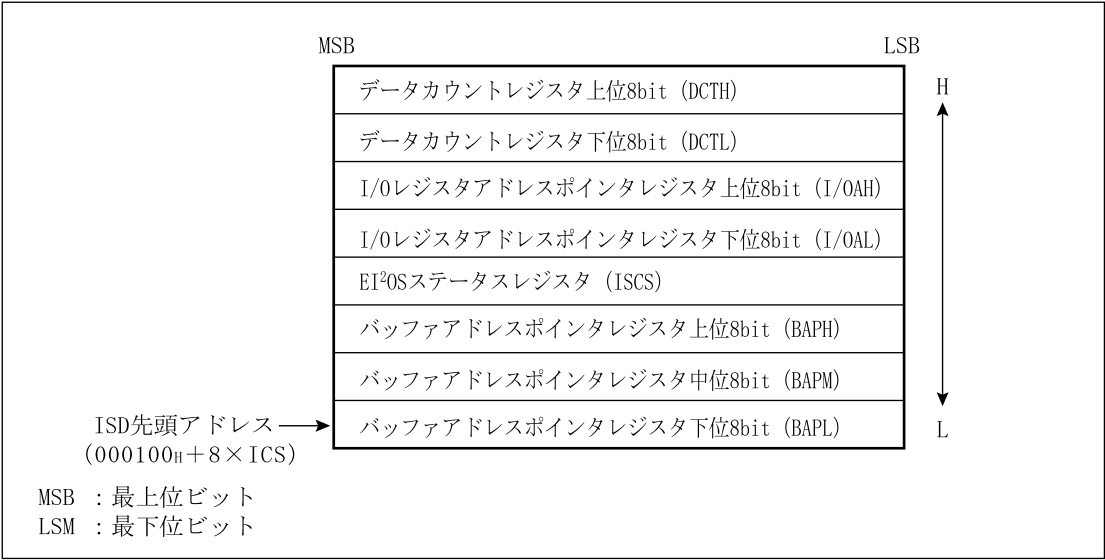 MSB
LSB
データカウントレジスタ上位8bit (DCTH)
H
データカウントレジスタ下位8bit (DCTL)
I/Oレジスタアドレスポインタレジスタ上位8bit (I/OAH)
I/Oレジスタアドレスポインタレジスタ下位8bit (I/OAL)
EI²OSステータスレジスタ (ISCS)
バッファアドレスポインタレジスタ上位8bit (BAPH)
バッファアドレスポインタレジスタ中位8bit (BAPM)
ISD先頭アドレス
バッファアドレスポインタレジスタ下位8bit (BAPL)
L
(000100H+8×ICS)
MSB : 最上位ビット
LSM : 最下位ビット